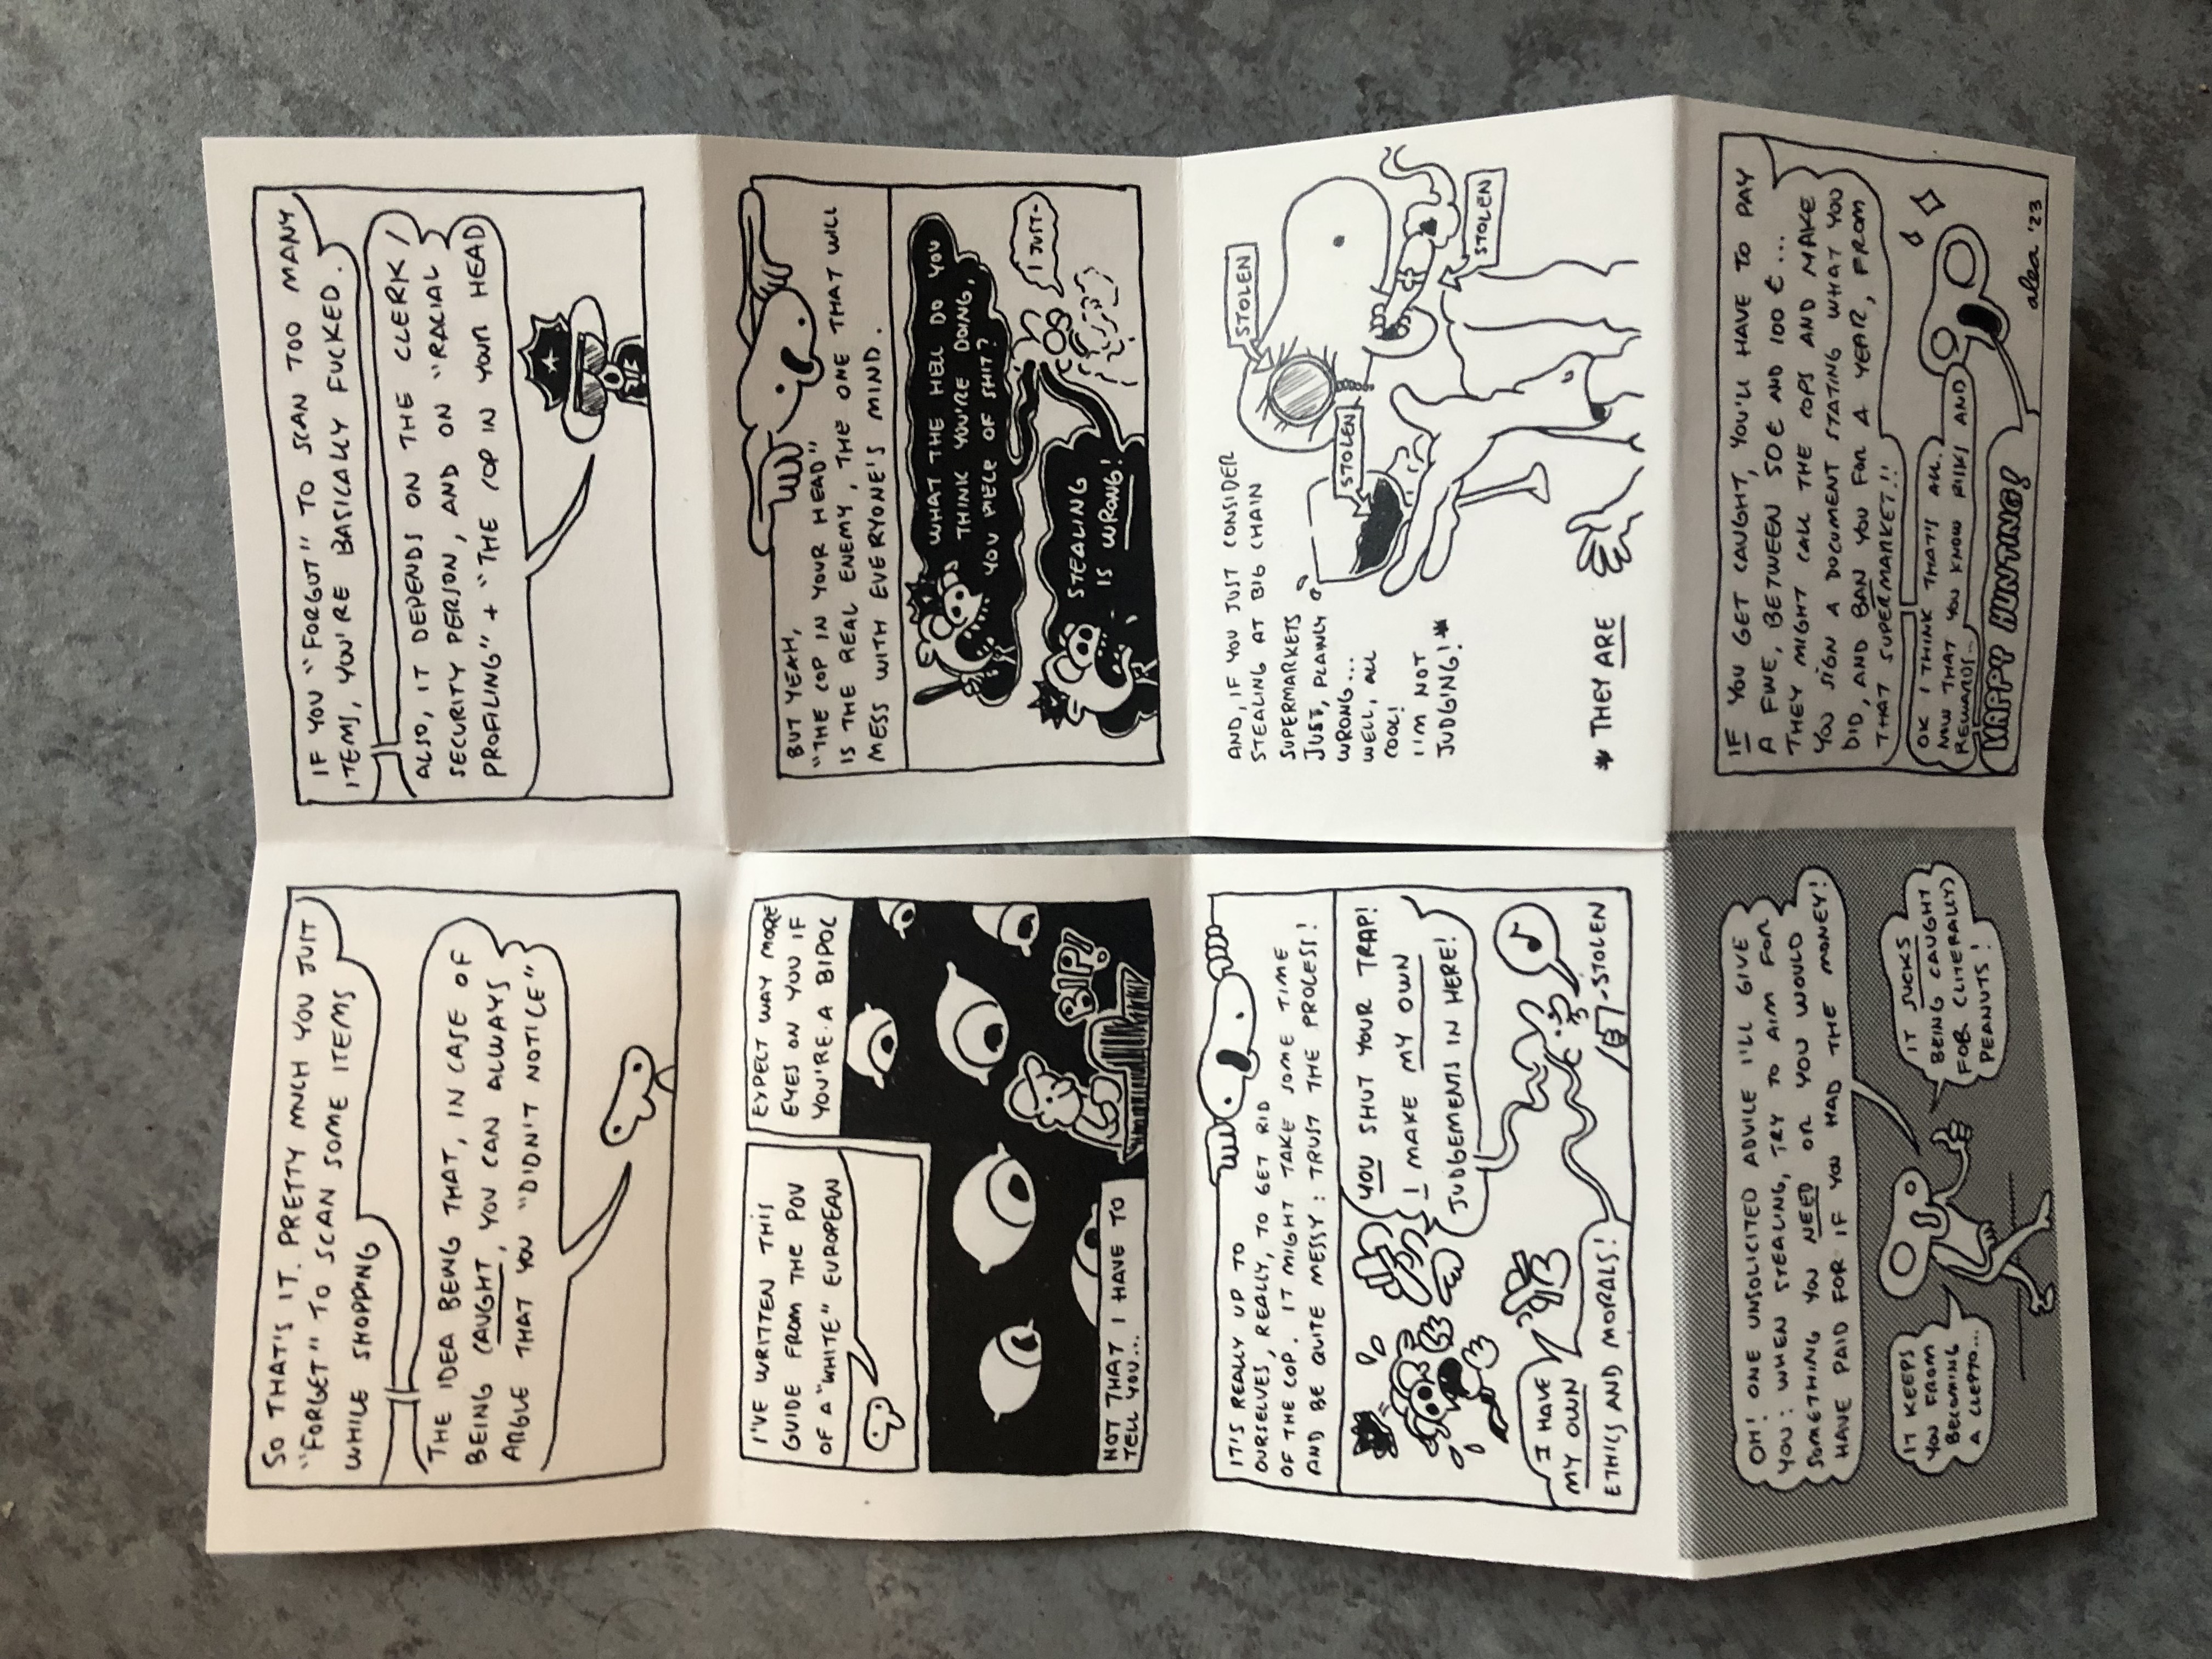 SO THAT'S IT. PRETTY MUCH YOU JUST
"FORGET" TO SCAN SOME ITEMS
WHILE SHOPPING
THE IDEA BEING THAT, IN CASE OF
BEING CAUGHT, YOU CAN ALWAYS
ARGUE THAT YOU "DIDN'T NOTICE"
IF YOU "FORGOT" TO SCAN TOO MANY
ITEMS, YOU'RE BASICALLY FUCKED.
ALSO, IT DEPENDS ON THE CLERK /
SECURITY PERSON, AND ON "RACIAL
PROFILING" + "THE COP IN YOUR HEAD
I'VE WRITTEN THIS
GUIDE FROM THE POV
OF A "WHITE" EUROPEAN
EXPECT WAY MORE
EYES ON YOU IF
YOU'RE A BIPOC
BIP!
NOT THAT I HAVE TO
TELL YOU...
BUT YEAH,
"THE COP IN YOUR HEAD"
IS THE REAL ENEMY, THE ONE THAT WILL
MESS WITH EVERYONE'S MIND.
WHAT THE HELL DO YOU
THINK YOU'RE DOING,
YOU PIECE OF SHIT?
I JUST-
STEALING
IS WRONG!
IT'S REALLY UP TO
OURSELVES, REALLY, TO GET RID
OF THE COP. IT MIGHT TAKE SOME TIME
AND BE QUITE MESSY: TRUST THE PROCESS!
YOU SHUT YOUR TRAP!
I MAKE MY OWN
JUDGEMENTS IN HERE!
I HAVE
MY OWN
ETHICS AND MORALS!
-STOLEN
AND, IF YOU JUST CONSIDER
STEALING AT BIG CHAIN
SUPERMARKETS
JUST, PLAINLY
WRONG...
WELL, ALL
COOL!
I'M NOT
JUDGING!*
STOLEN
STOLEN
STOLEN
* THEY ARE
OH! ONE UNSOLICITED ADVICE I'LL GIVE
YOU: WHEN STEALING, TRY TO AIM FOR
SOMETHING YOU NEED OR YOU WOULD
HAVE PAID FOR IF YOU HAD THE MONEY!
IT KEEPS
YOU FROM
BECOMING
A CLEPTO...
IT SUCKS
BEING CAUGHT
FOR (LITERALLY)
PEANUTS!
IF YOU GET CAUGHT, YOU'LL HAVE TO PAY
A FINE, BETWEEN 50€ AND 100€...
THEY MIGHT CALL THE COPS AND MAKE
YOU SIGN A DOCUMENT STATING WHAT YOU
DID, AND BAN YOU FOR A YEAR, FROM
THAT SUPERMARKET!!
OK I THINK THAT'S ALL.
NOW THAT YOU KNOW RISKS AND
REWARDS...
HAPPY HUNTING!
alea '23